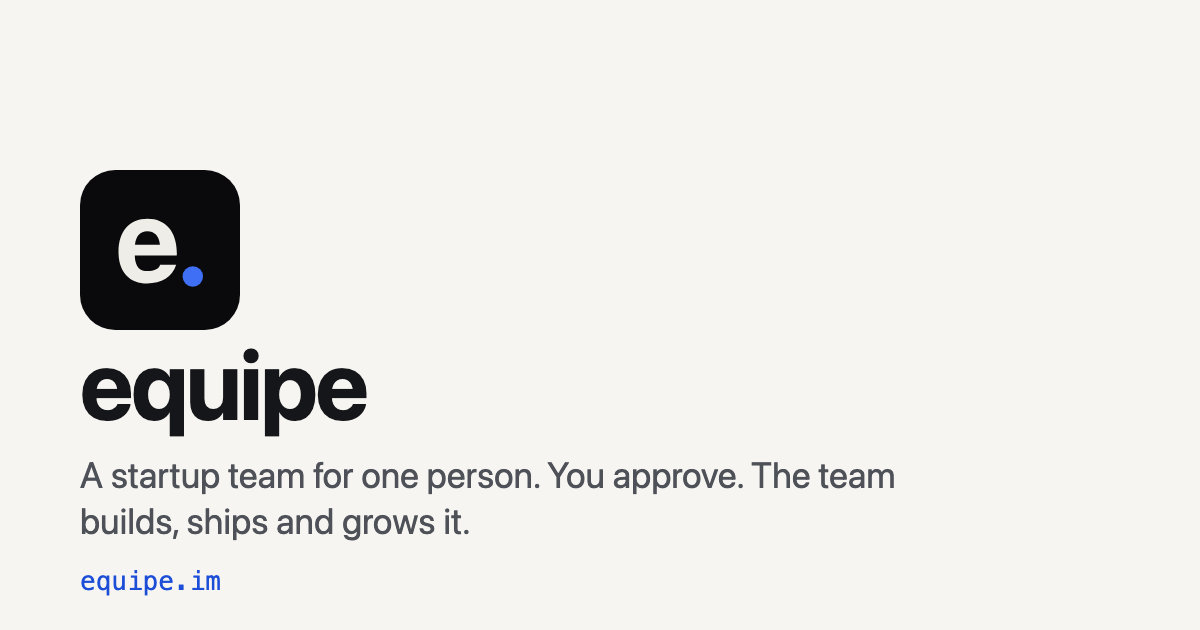 e.
equipe
A startup team for one person. You approve. The team
builds, ships and grows it.
equipe.im